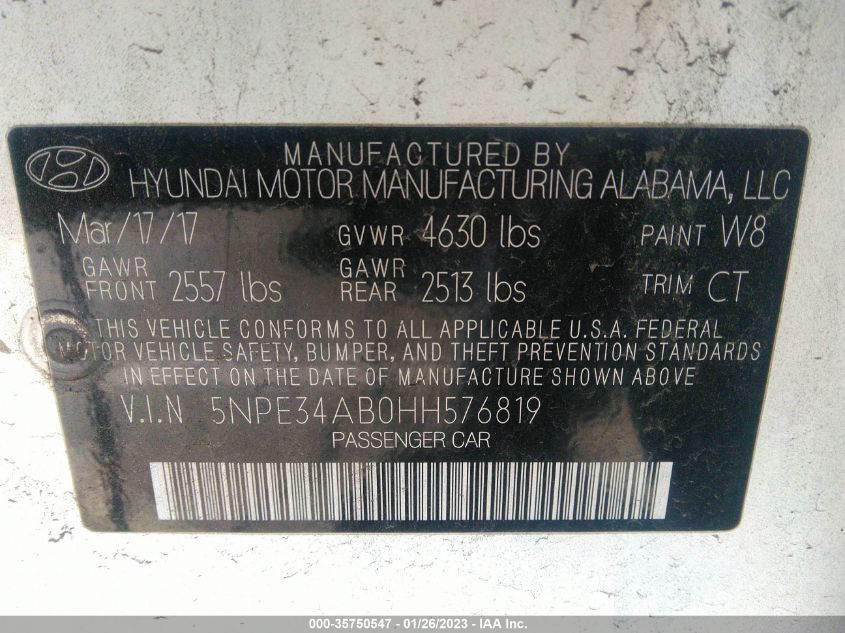 MANUFACTURED BY
HYUNDAI MOTOR MANUFACTURING ALABAMA, LLC
Mar/17/17 GVWR 4630 lbs PAINT W8
GAWR FRONT 2557 lbs GAWR REAR 2513 lbs TRIM CT
THIS VEHICLE CONFORMS TO ALL APPLICABLE U.S.A. FEDERAL
MOTOR VEHICLE SAFETY, BUMPER, AND THEFT PREVENTION STANDARDS
IN EFFECT ON THE DATE OF MANUFACTURE SHOWN ABOVE
V.I.N 5NPE34AB0HH576819
PASSENGER CAR
000-35750547 - 01/26/2023 - IAA Inc.